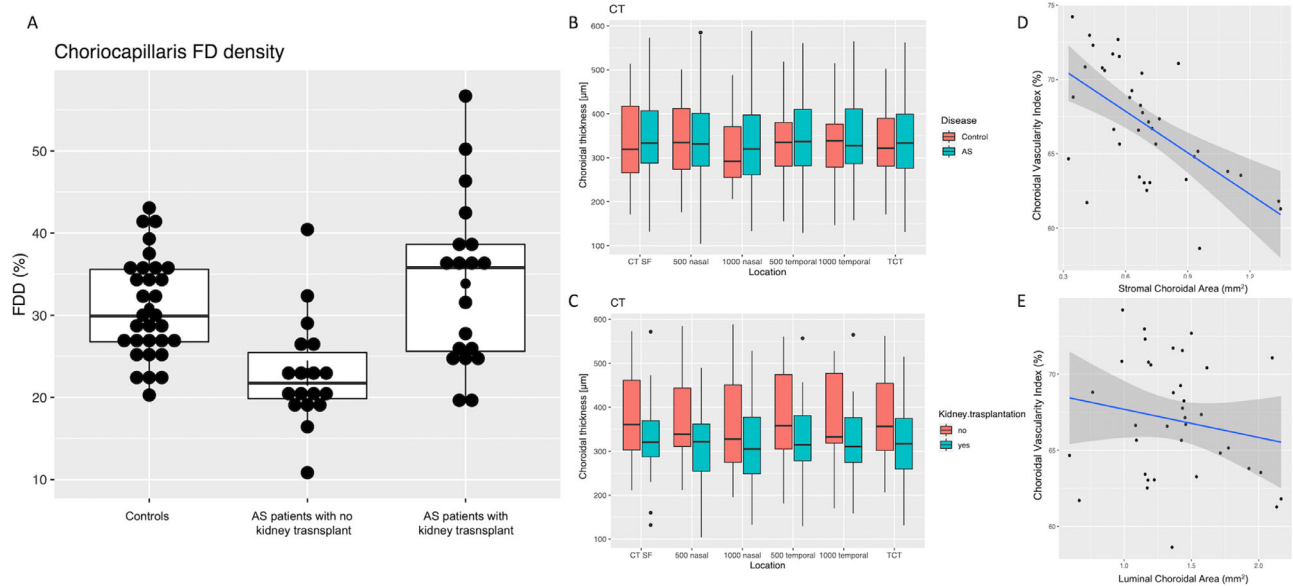 A
Choriocapillaris FD density
FDD (%)
50
40
30
20
10
Controls
AS patients with no
kidney trasnsplant
AS patients with
kidney trasnsplant
B
CT
Choroidal thickness [µm]
600
500
400
300
200
100
CT SF
500 nasal
1000 nasal
500 temporal
1000 temporal
TCT
Location
Disease
Control
AS
C
CT
Choroidal thickness [µm]
600
500
400
300
200
100
CT SF
500 nasal
1000 nasal
500 temporal
1000 temporal
TCT
Location
Kidney.trasplantation
no
yes
D
Choroidal Vascularity Index (%)
75
70
65
60
0.3
0.6
0.9
1.2
Stromal Choroidal Area (mm²)
E
Choroidal Vascularity Index (%)
70
65
60
1.0
1.5
2.0
Luminal Choroidal Area (mm²)